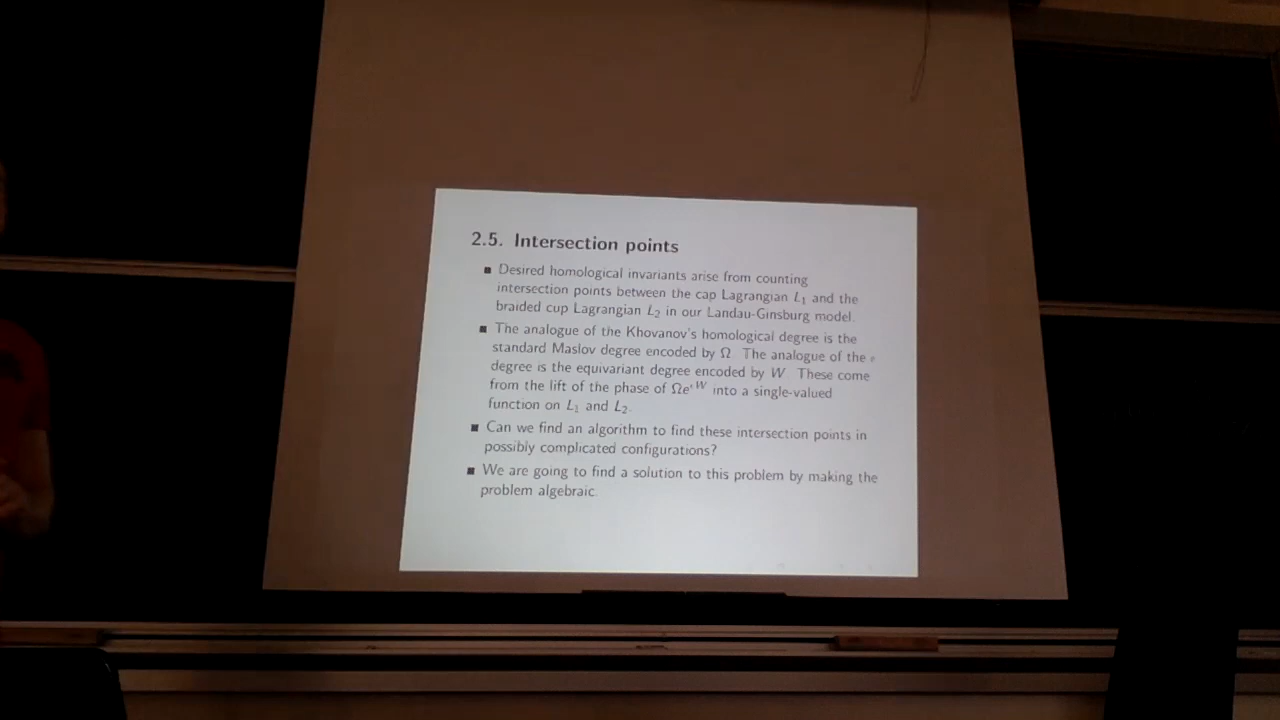 2.5. Intersection points
▪ Desired homological invariants arise from counting
intersection points between the cap Lagrangian L₁ and the
braided cup Lagrangian L₂ in our Landau-Ginsburg model.
▪ The analogue of the Khovanov's homological degree is the
standard Maslov degree encoded by Ω. The analogue of the
degree is the equivariant degree encoded by W. These come
from the lift of the phase of Ωe^W into a single-valued
function on L₁ and L₂.
▪ Can we find an algorithm to find these intersection points in
possibly complicated configurations?
▪ We are going to find a solution to this problem by making the
problem algebraic.